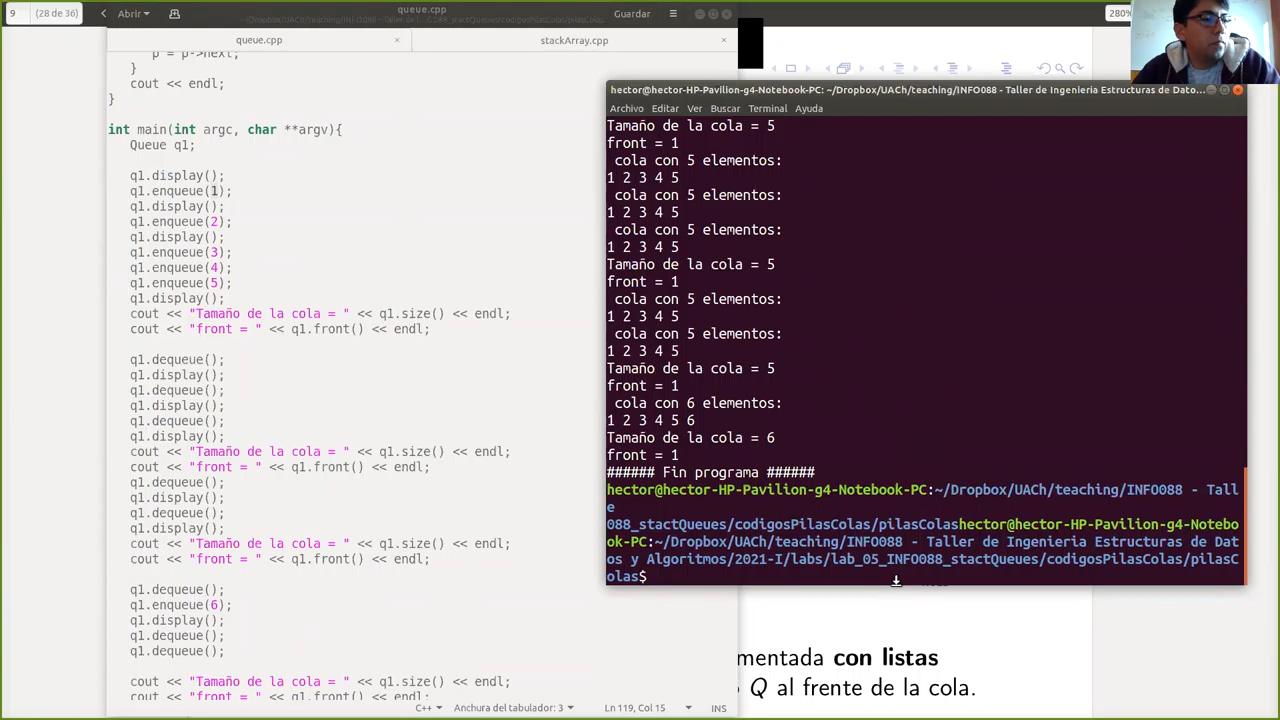 9
(28 de 36)
Abrir
queue.cpp
Guardar
280%
queue.cpp
stackArray.cpp
p = p->next;
}
cout << endl;
}
int main(int argc, char **argv){
Queue q1;
q1.display();
q1.enqueue(1);
q1.display();
q1.enqueue(2);
q1.display();
q1.enqueue(3);
q1.enqueue(4);
q1.enqueue(5);
q1.display();
cout << "Tamaño de la cola = " << q1.size() << endl;
cout << "front = " << q1.front() << endl;
q1.dequeue();
q1.display();
q1.dequeue();
q1.display();
q1.dequeue();
q1.display();
cout << "Tamaño de la cola = " << q1.size() << endl;
cout << "front = " << q1.front() << endl;
q1.dequeue();
q1.display();
q1.dequeue();
q1.display();
cout << "Tamaño de la cola = " << q1.size() << endl;
cout << "front = " << q1.front() << endl;
q1.dequeue();
q1.enqueue(6);
q1.display();
q1.dequeue();
q1.dequeue();
cout << "Tamaño de la cola = " << q1.size() << endl;
cout << "front = " << q1.front() << endl;
C++
Anchura del tabulador: 3
Ln 119, Col 15
INS
hector@hector-HP-Pavilion-g4-Notebook-PC: ~/Dropbox/UACh/teaching/INFO088 - Taller de Ingenieria Estructuras de Dato...
Archivo Editar Ver Buscar Terminal Ayuda
Tamaño de la cola = 5
front = 1
cola con 5 elementos:
1 2 3 4 5
cola con 5 elementos:
1 2 3 4 5
cola con 5 elementos:
1 2 3 4 5
Tamaño de la cola = 5
front = 1
cola con 5 elementos:
1 2 3 4 5
cola con 5 elementos:
1 2 3 4 5
Tamaño de la cola = 5
front = 1
cola con 6 elementos:
1 2 3 4 5 6
Tamaño de la cola = 6
front = 1
###### Fin programa ######
hector@hector-HP-Pavilion-g4-Notebook-PC:~/Dropbox/UACh/teaching/INFO088 - Tall
e
088_stactQueues/codigosPilasColas/pilasColashector@hector-HP-Pavilion-g4-Notebo
ok-PC:~/Dropbox/UACh/teaching/INFO088 - Taller de Ingenieria Estructuras de Dat
os y Algoritmos/2021-I/labs/lab_05_INFO088_stactQueues/codigosPilasColas/pilasC
olas$
mentada con listas
Q al frente de la cola.